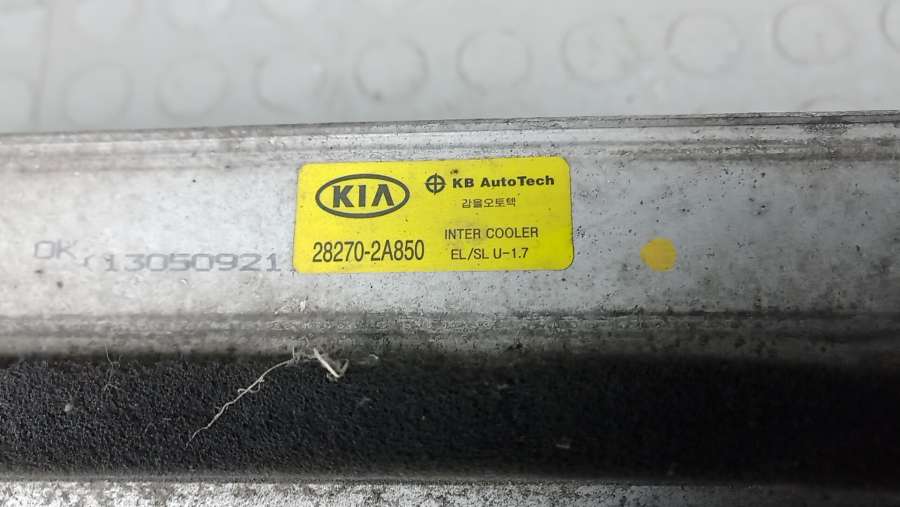 KIA
KB AutoTech
갑을오토텍
28270-2A850
INTER COOLER
EL/SL U-1.7
OK, 13050921